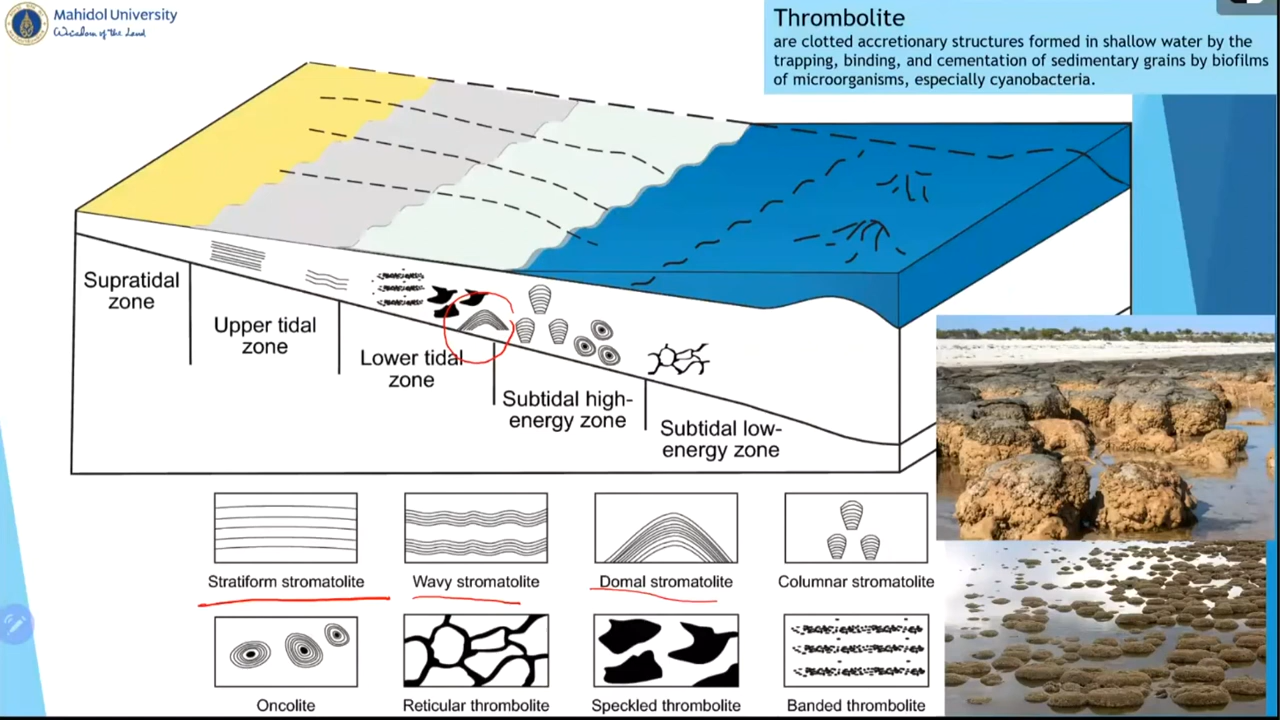 Mahidol University
Wisdom of the Land
Thrombolite
are clotted accretionary structures formed in shallow water by the
trapping, binding, and cementation of sedimentary grains by biofilms
of microorganisms, especially cyanobacteria.
Supratidal
zone
Upper tidal
zone
Lower tidal
zone
Subtidal high-
energy zone
Subtidal low-
energy zone
Stratiform stromatolite
Wavy stromatolite
Domal stromatolite
Columnar stromatolite
Oncolite
Reticular thrombolite
Speckled thrombolite
Banded thrombolite